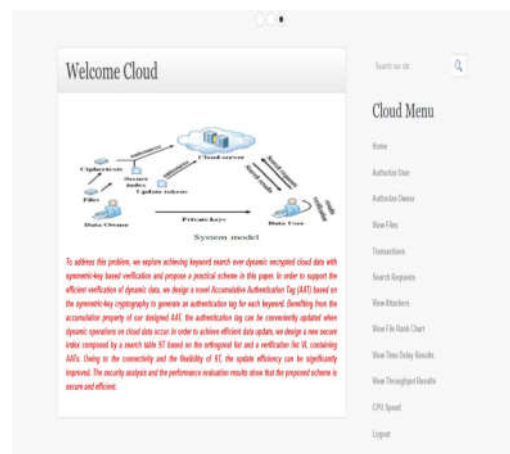 Welcome Cloud
Search our site
Cloud Menu
Home
Authorize User
Authorize Owner
View Files
Transactions
Search Requests
View Attackers
View File Rank Chart
View Time Delay Results
View Throughput Results
CPU Speed
Logout
Cloud server
Ciphertexts
Secure
index
Update tokens
Files
Search requests
Search results
results
verification
Private keys
Data Owner
Data User
System model
To address this problem, we explore achieving keyword search over dynamic encrypted cloud data with
symmetric-key based verification and propose a practical scheme in this paper. In order to support the
efficient verification of dynamic data, we design a novel Accumulative Authentication Tag (AAT) based on
the symmetric-key cryptography to generate an authentication tag for each keyword. Benefiting from the
accumulation property of our designed AAT, the authentication tag can be conveniently updated when
dynamic operations on cloud data occur. In order to achieve efficient data update, we design a new secure
index composed by a search table ST based on the orthogonal list and a verification list VL containing
AATs. Owing to the connectivity and the flexibility of ST, the update efficiency can be significantly
improved. The security analysis and the performance evaluation results show that the proposed scheme is
secure and efficient.